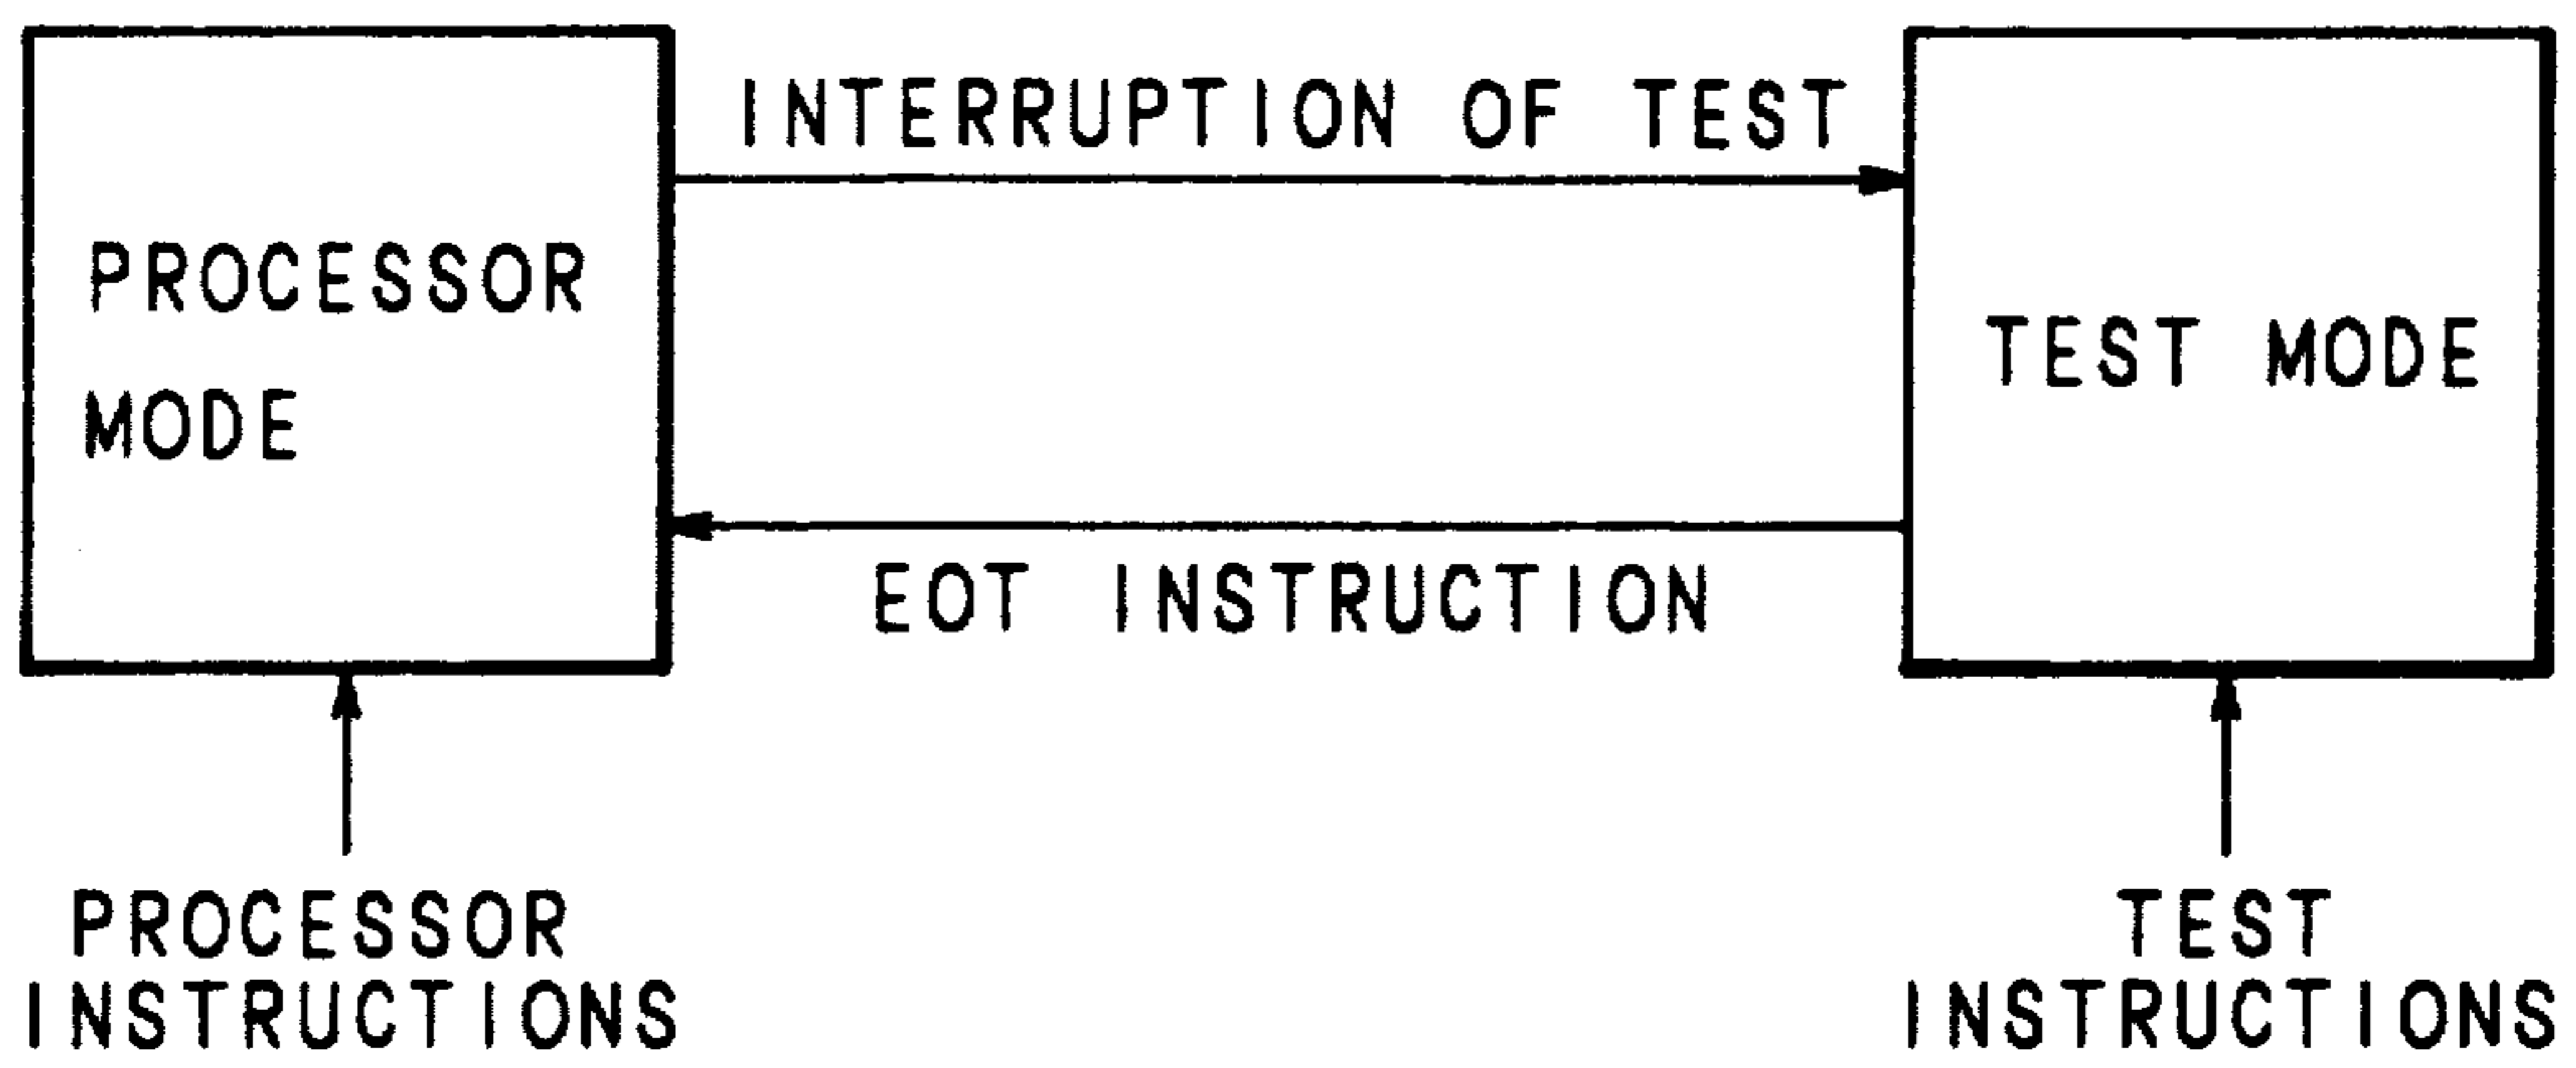 INTERRUPTION OF TEST
PROCESSOR
MODE
TEST MODE
EOT INSTRUCTION
PROCESSOR
INSTRUCTIONS
TEST
INSTRUCTIONS